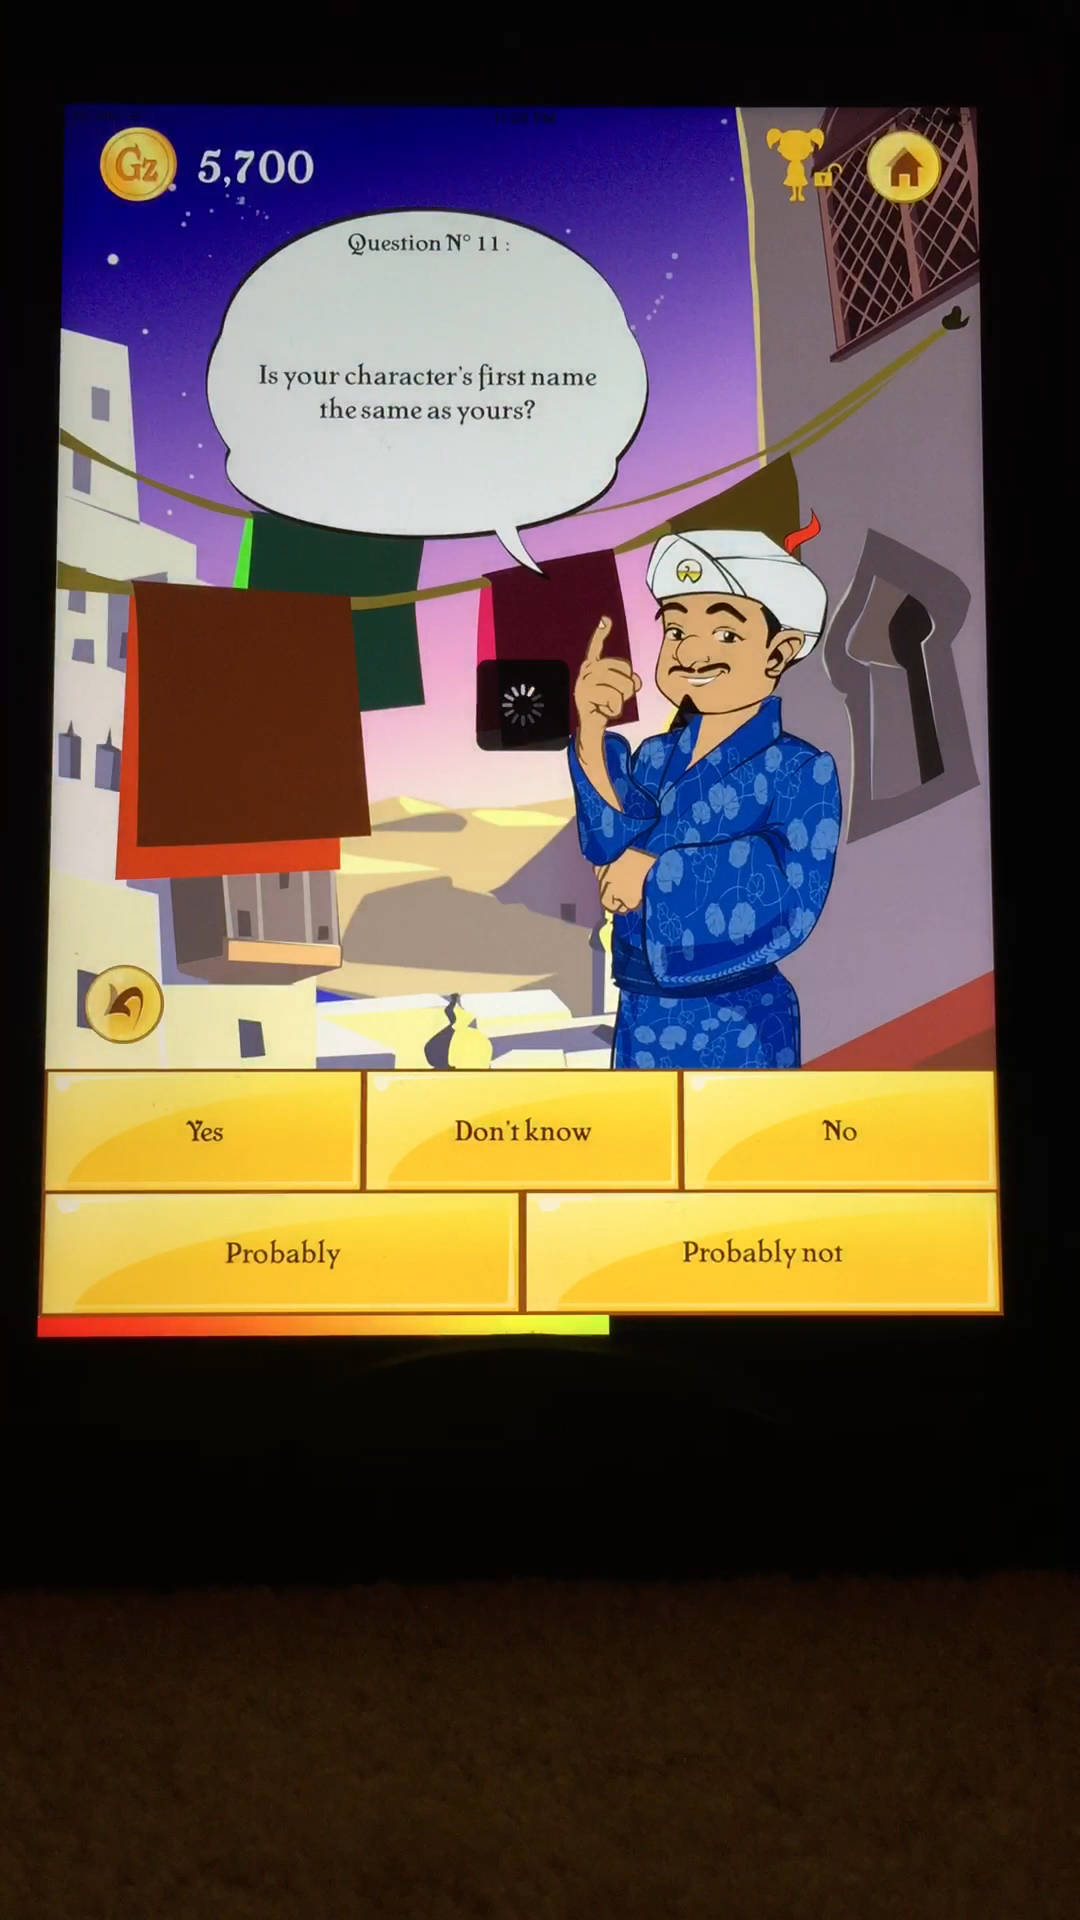 Gz 5,700
Question N° 11 :
Is your character's first name
the same as yours?
Yes
Don't know
No
Probably
Probably not